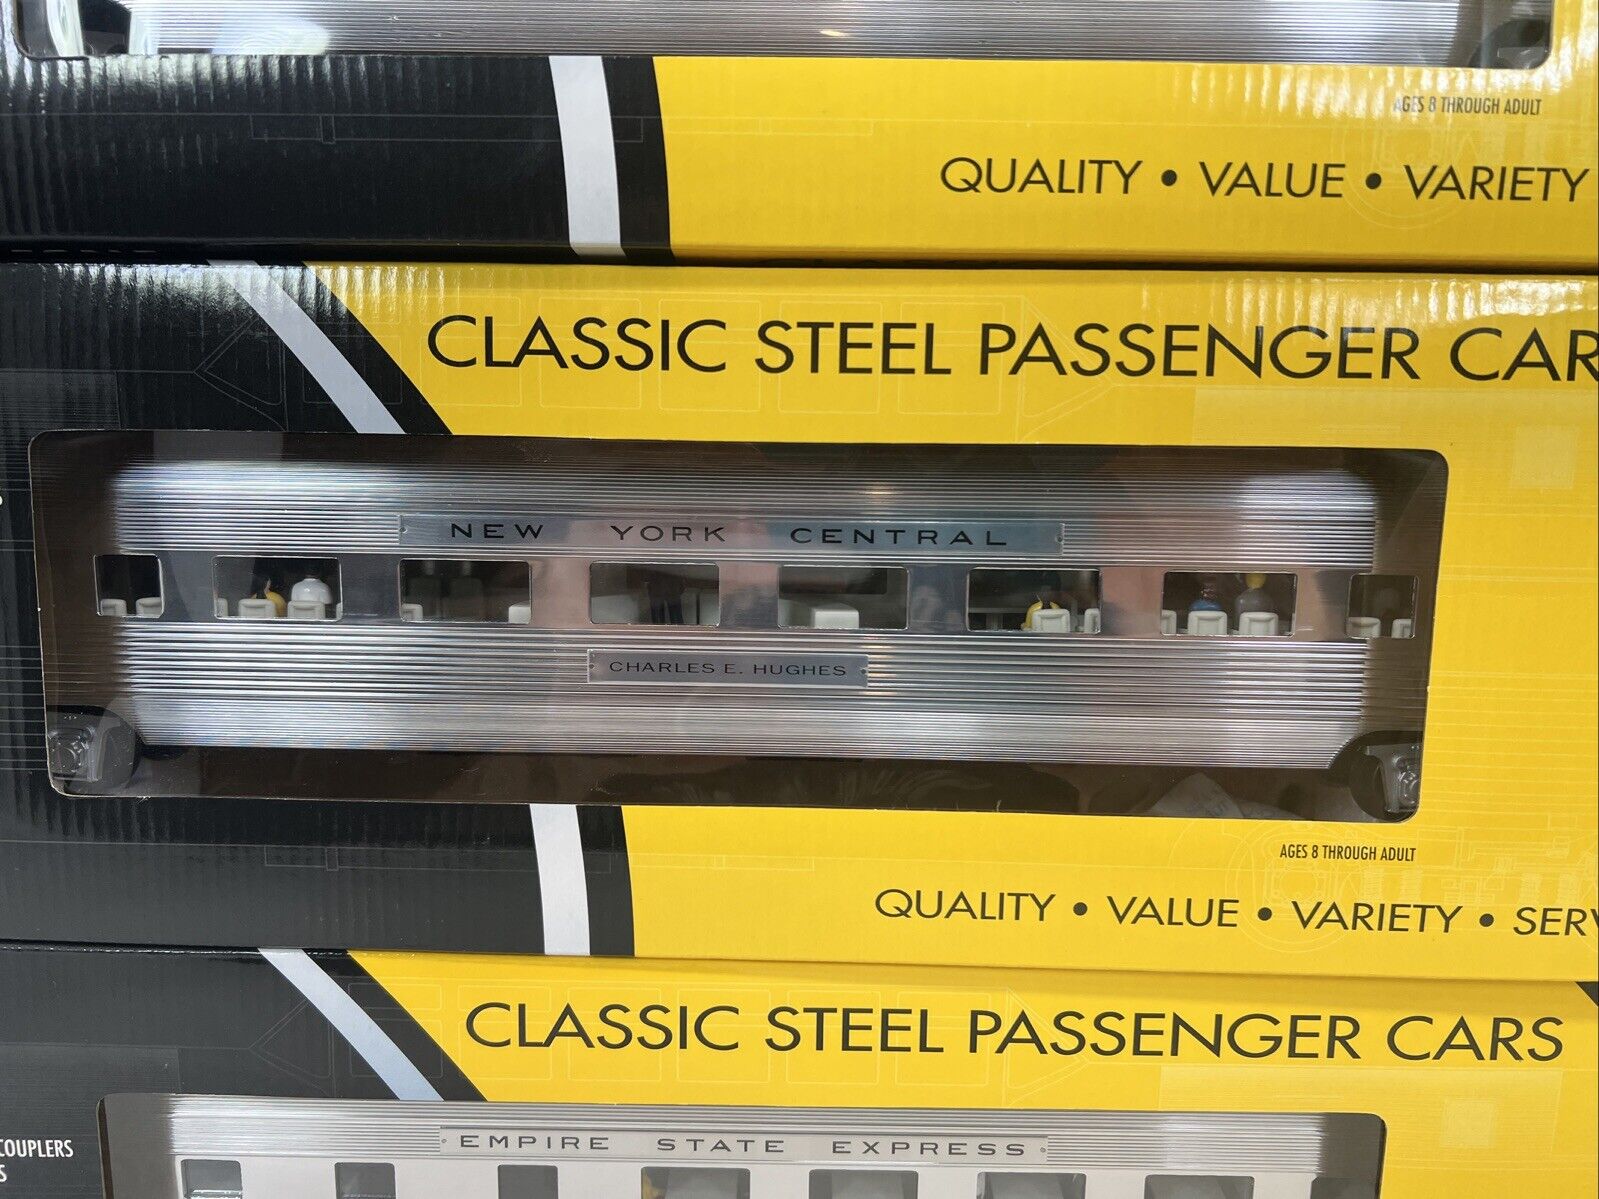 AGES 8 THROUGH ADULT
QUALITY • VALUE • VARIETY
CLASSIC STEEL PASSENGER CAR
NEW YORK CENTRAL
CHARLES E. HUGHES
AGES 8 THROUGH ADULT
QUALITY • VALUE • VARIETY • SERV
CLASSIC STEEL PASSENGER CARS
COUPLERS
S
EMPIRE STATE EXPRESS